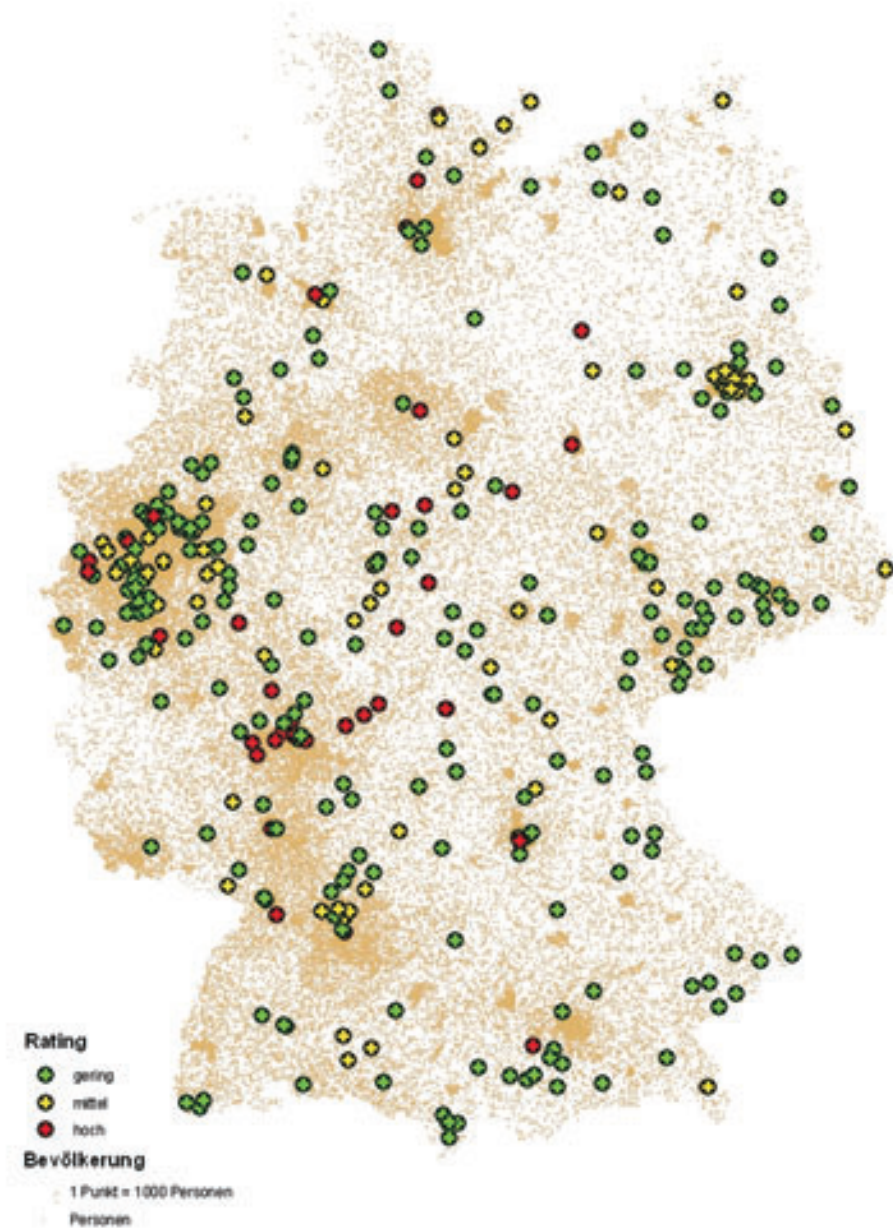 Rating
gering
mittel
hoch
Bevölkerung
1 Punkt = 1000 Personen
Personen